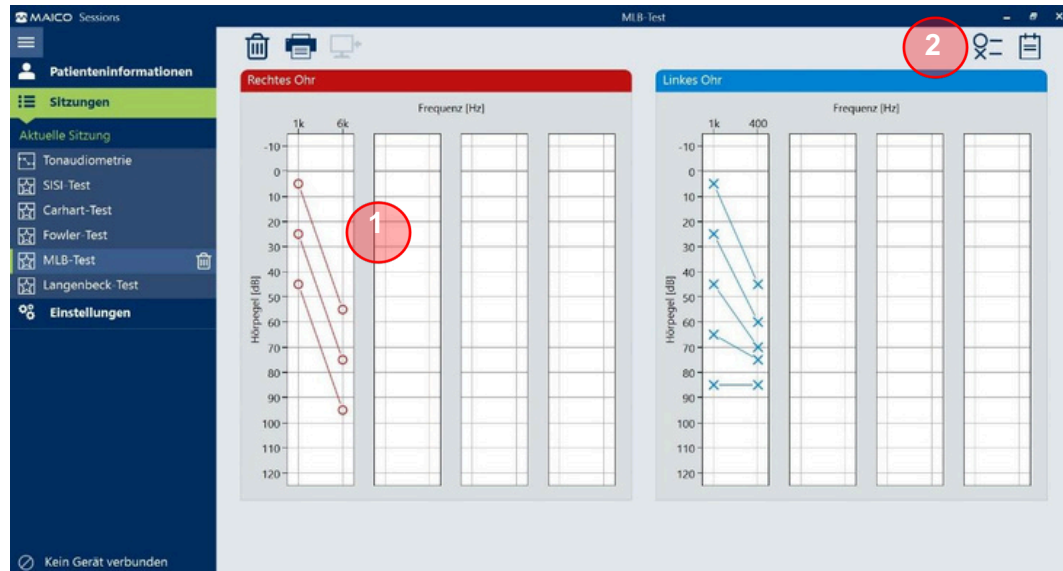 MAICO Sessions
MLB-Test
Patienteninformationen
Sitzungen
Aktuelle Sitzung
Tonaudiometrie
SISI-Test
Carhart-Test
Fowler-Test
MLB-Test
Langenbeck-Test
Einstellungen
Kein Gerät verbunden
2
Rechtes Ohr
Frequenz [Hz]
1k 6k
-10
0
10
20
30
40
50
60
70
80
90
100
110
120
Hörpegel [dB]
1
Linkes Ohr
Frequenz [Hz]
1k 400
-10
0
10
20
30
40
50
60
70
80
90
100
110
120
Hörpegel [dB]